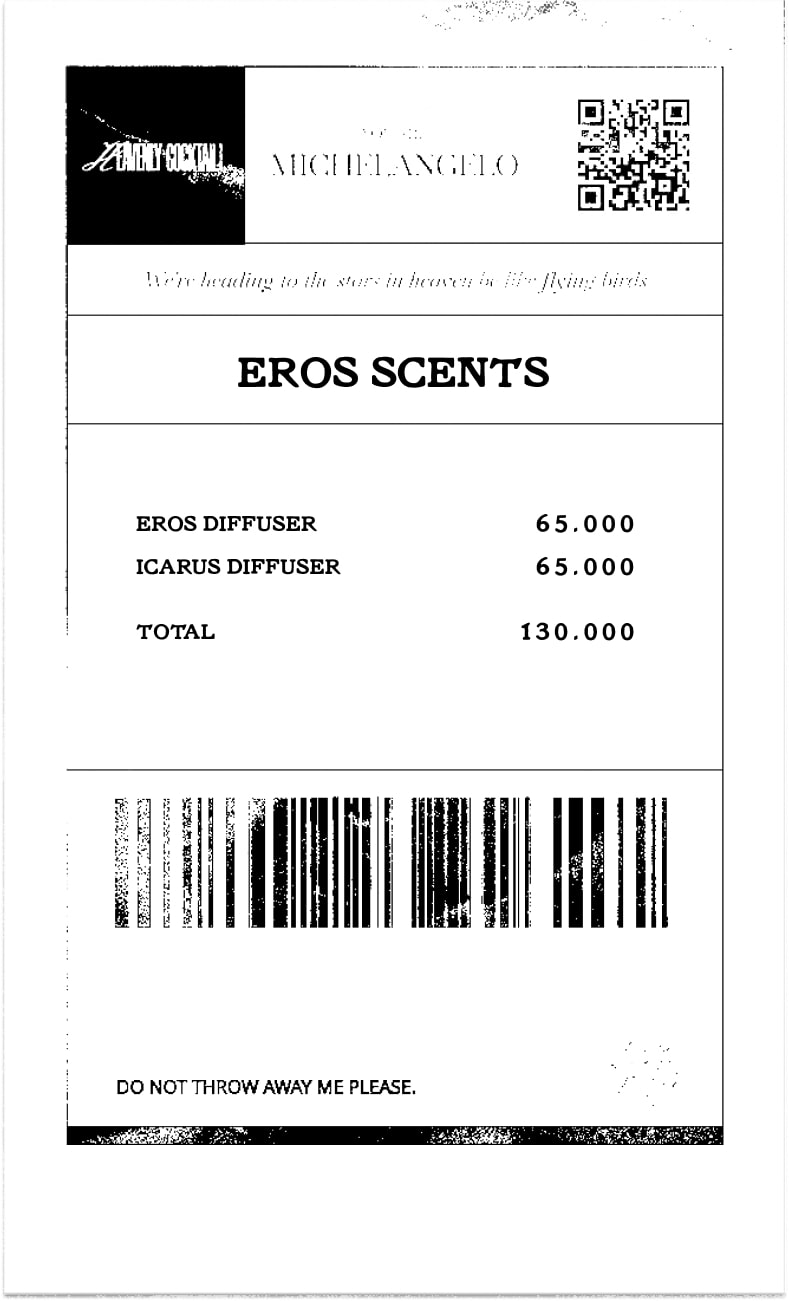 HEAVENLY COCKTAIL
MICHELANGELO
We're heading to the stars in heaven be like flying birds
EROS SCENTS
EROS DIFFUSER 65.000
ICARUS DIFFUSER 65.000
TOTAL 130.000
DO NOT THROW AWAY ME PLEASE.